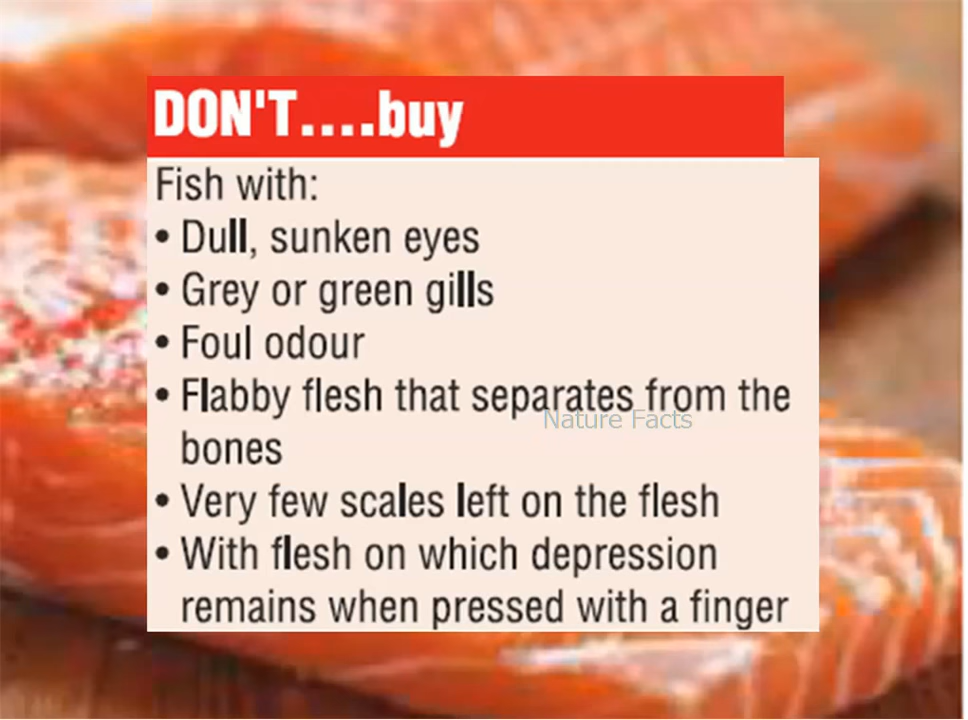 DON'T....buy
Fish with:
• Dull, sunken eyes
• Grey or green gills
• Foul odour
• Flabby flesh that separates from the
Nature Facts
bones
• Very few scales left on the flesh
• With flesh on which depression
remains when pressed with a finger